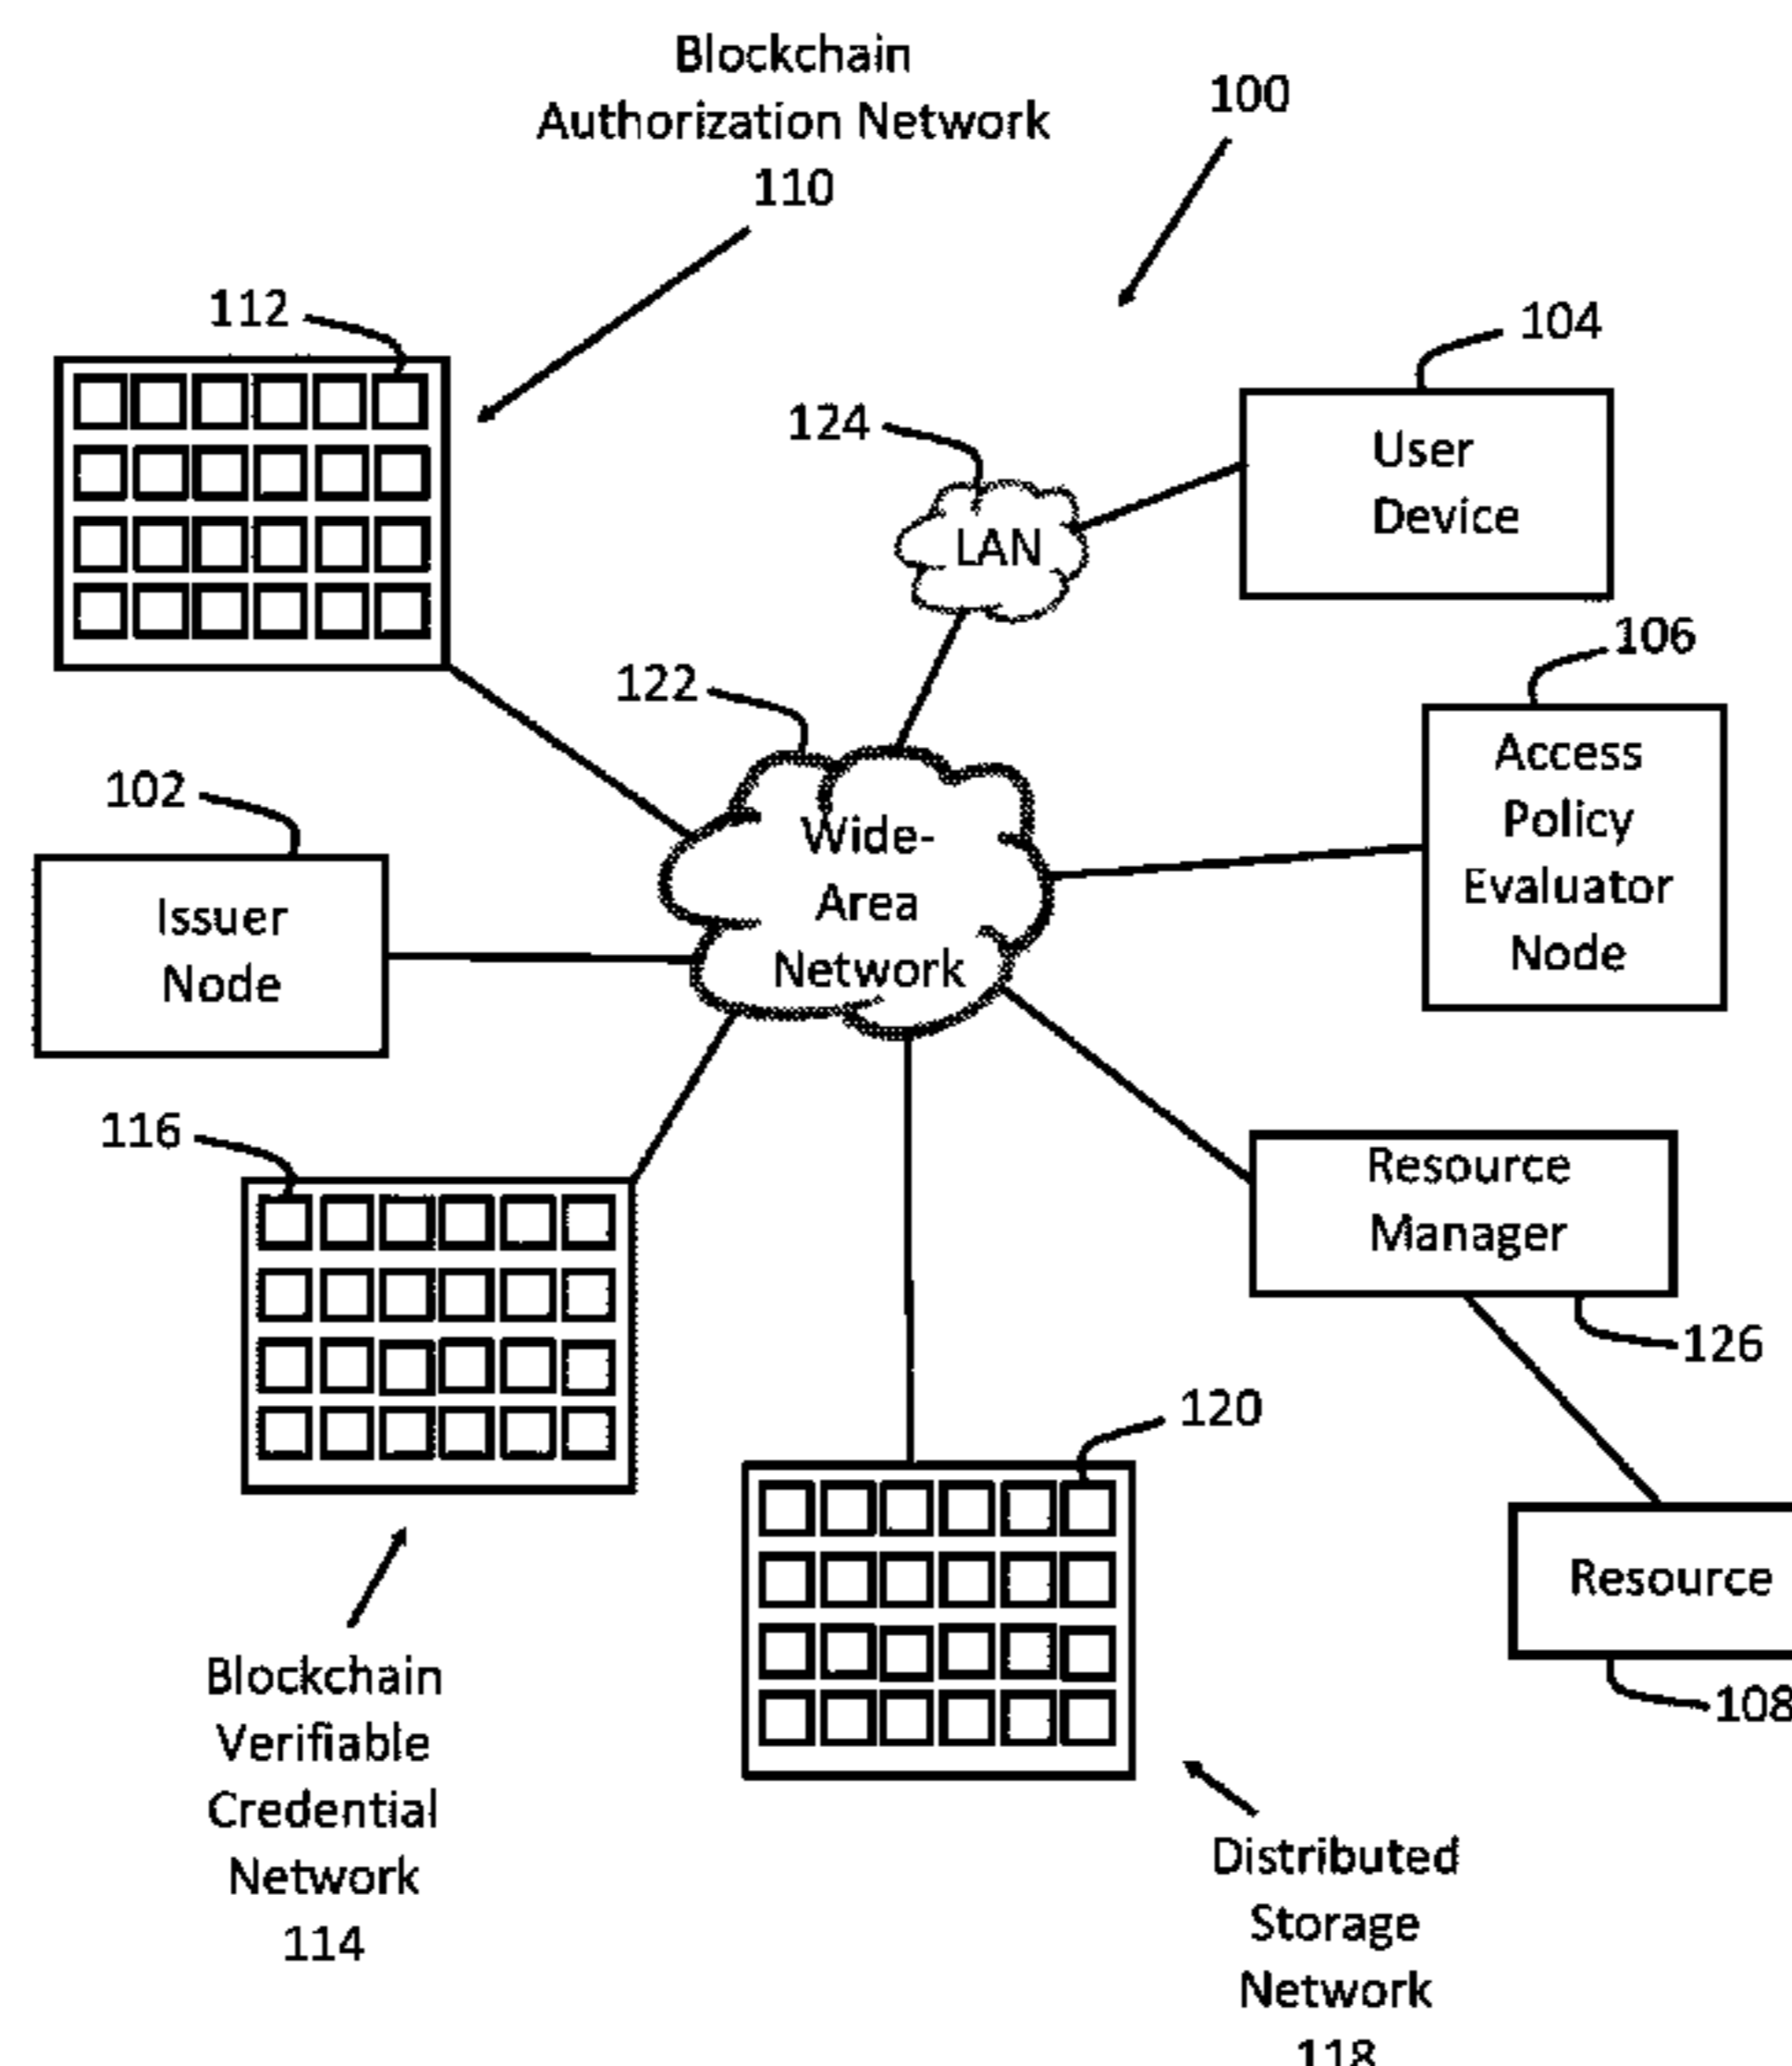 Blockchain
Authorization Network
110
100
112
104
124
User
Device
LAN
106
122
Access
Policy
Evaluator
Node
102
Wide-
Area
Network
Issuer
Node
116
Resource
Manager
126
120
Resource
108
Blockchain
Verifiable
Credential
Network
114
Distributed
Storage
Network
118